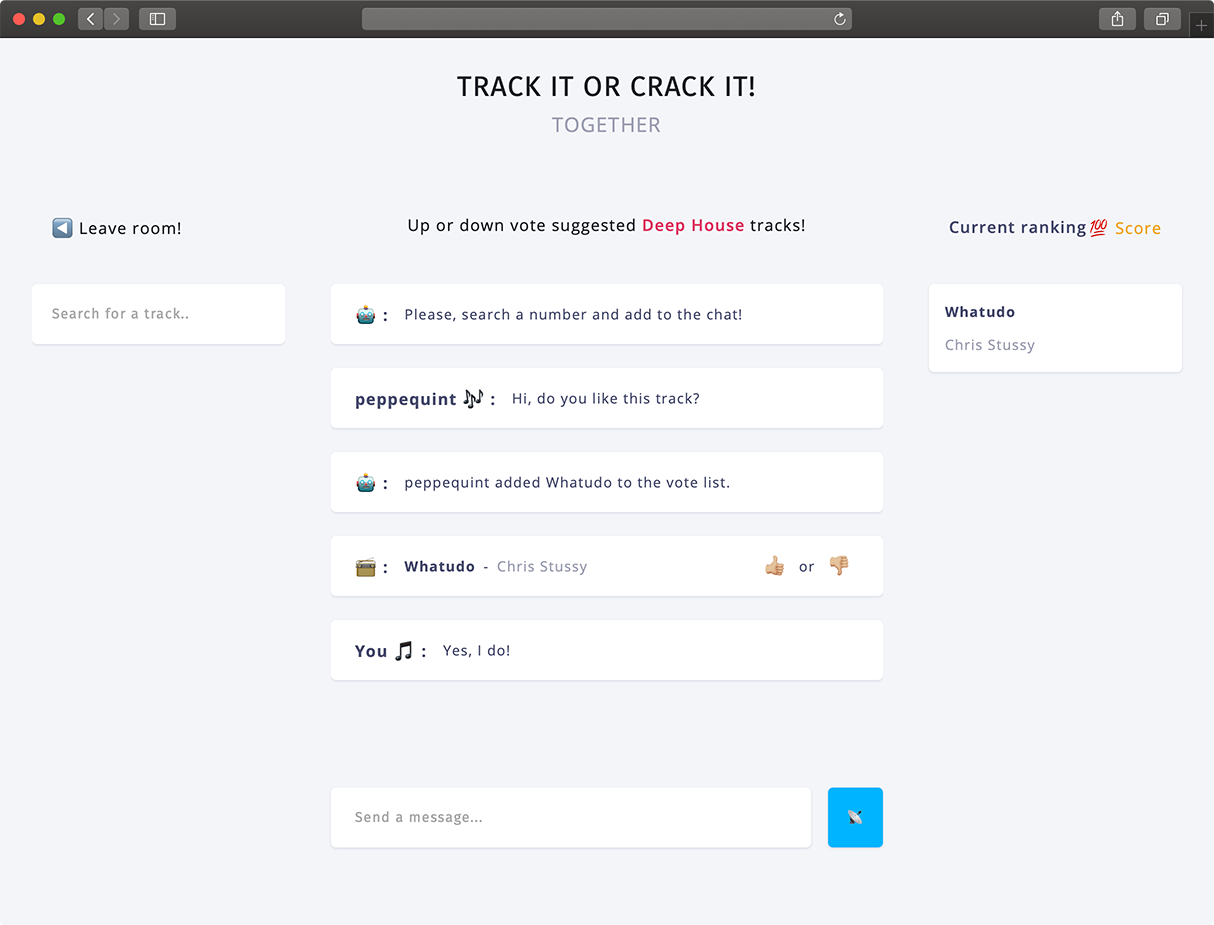 TRACK IT OR CRACK IT!
TOGETHER
◀️ Leave room!
Up or down vote suggested Deep House tracks!
Current ranking 💯 Score
Search for a track..
🤖 : Please, search a number and add to the chat!
peppequint 🎶 : Hi, do you like this track?
🤖 : peppequint added Whatudo to the vote list.
📻 : Whatudo - Chris Stussy 👍🏼 or 👎🏼
You 🎵 : Yes, I do!
Whatudo
Chris Stussy
Send a message...